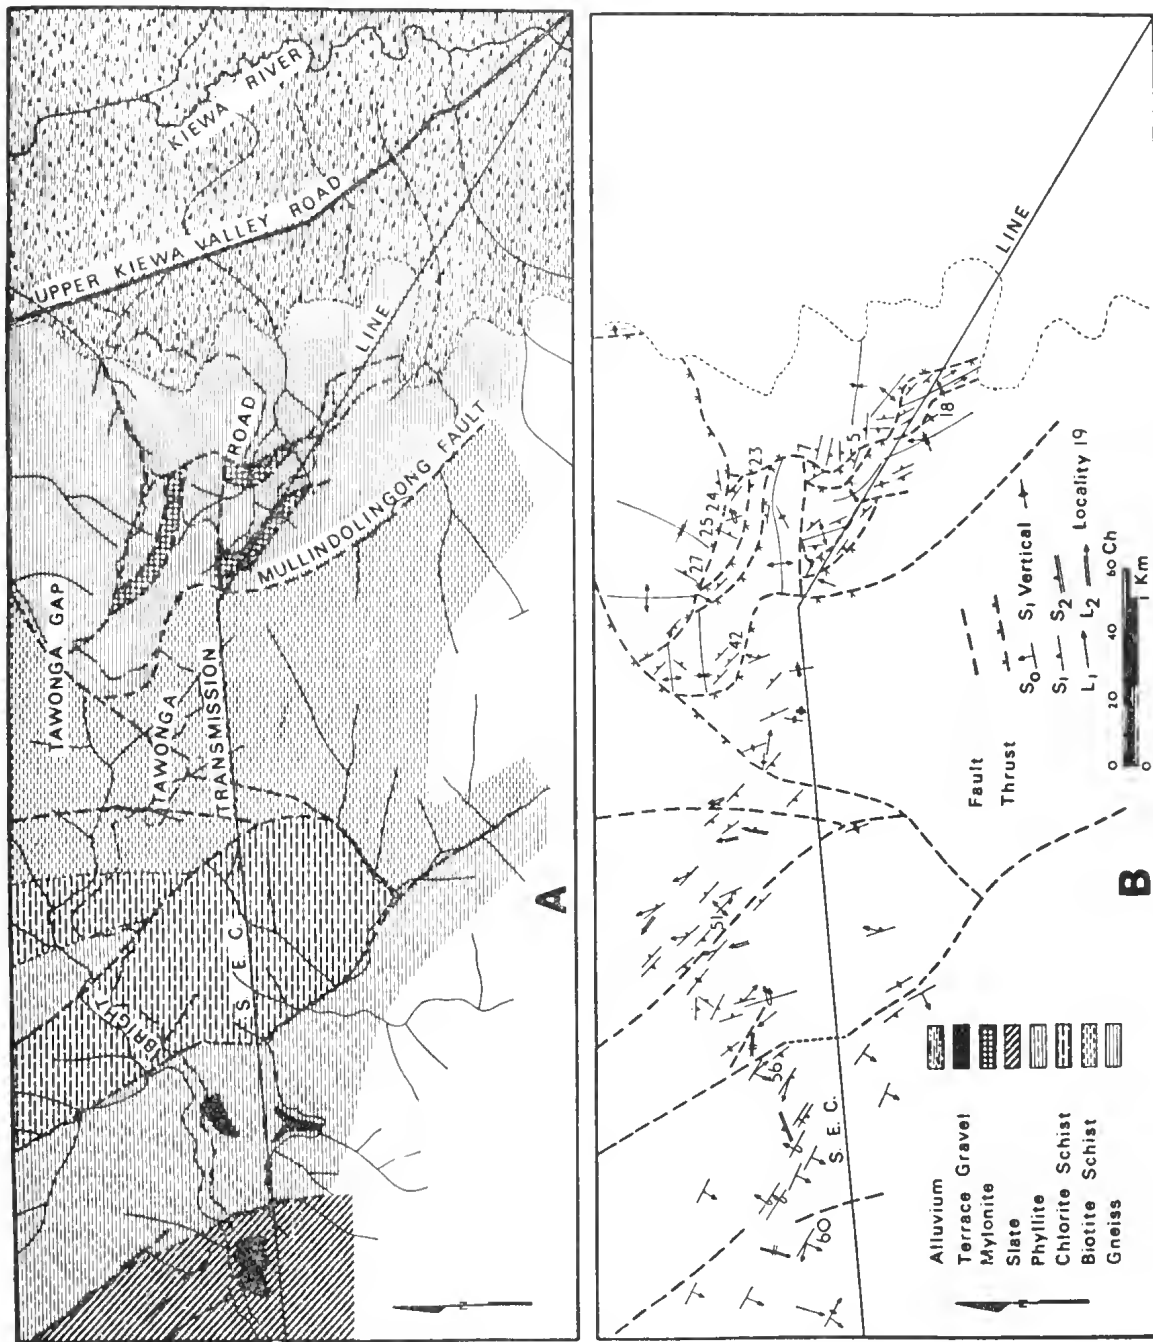 KIEWA RIVER
UPPER KIEWA VALLEY ROAD
LINE
ROAD
MULLINDOLINGONG FAULT
TAWONGA GAP
TAWONGA
TRANSMISSION
S. E. C.
BRIGHT
A
N
LINE
27
25
24
23
17
5
18
42
51
56
60
S. E. C.
Fault
Thrust
S₀ S₁ Vertical
S₁ S₂
L₁ L₂ Locality 19
0 20 40 60 Ch
0 1 Km
B
Alluvium
Terrace Gravel
Mylonite
Slate
Phyllite
Chlorite Schist
Biotite Schist
Gneiss
N